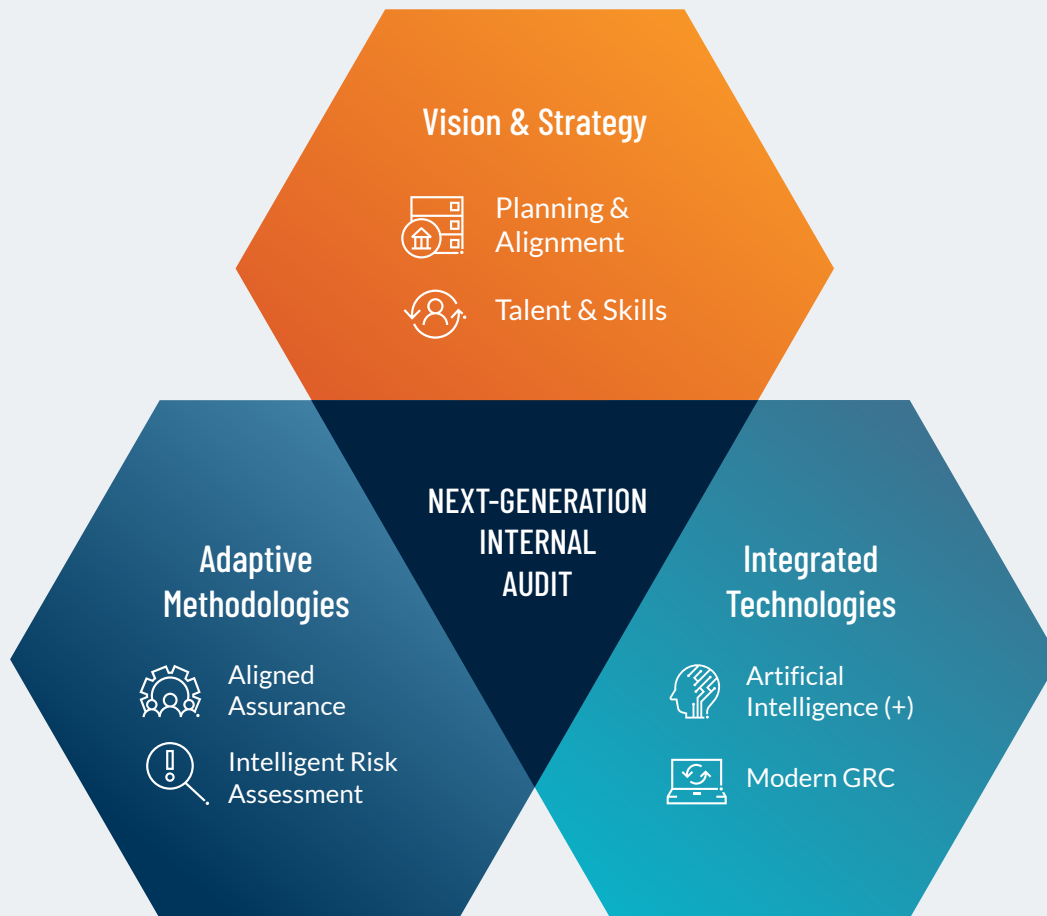 Vision & Strategy
Planning &
Alignment
Talent & Skills
NEXT-GENERATION
INTERNAL
AUDIT
Adaptive
Methodologies
Aligned
Assurance
Intelligent Risk
Assessment
Integrated
Technologies
Artificial
Intelligence (+)
Modern GRC